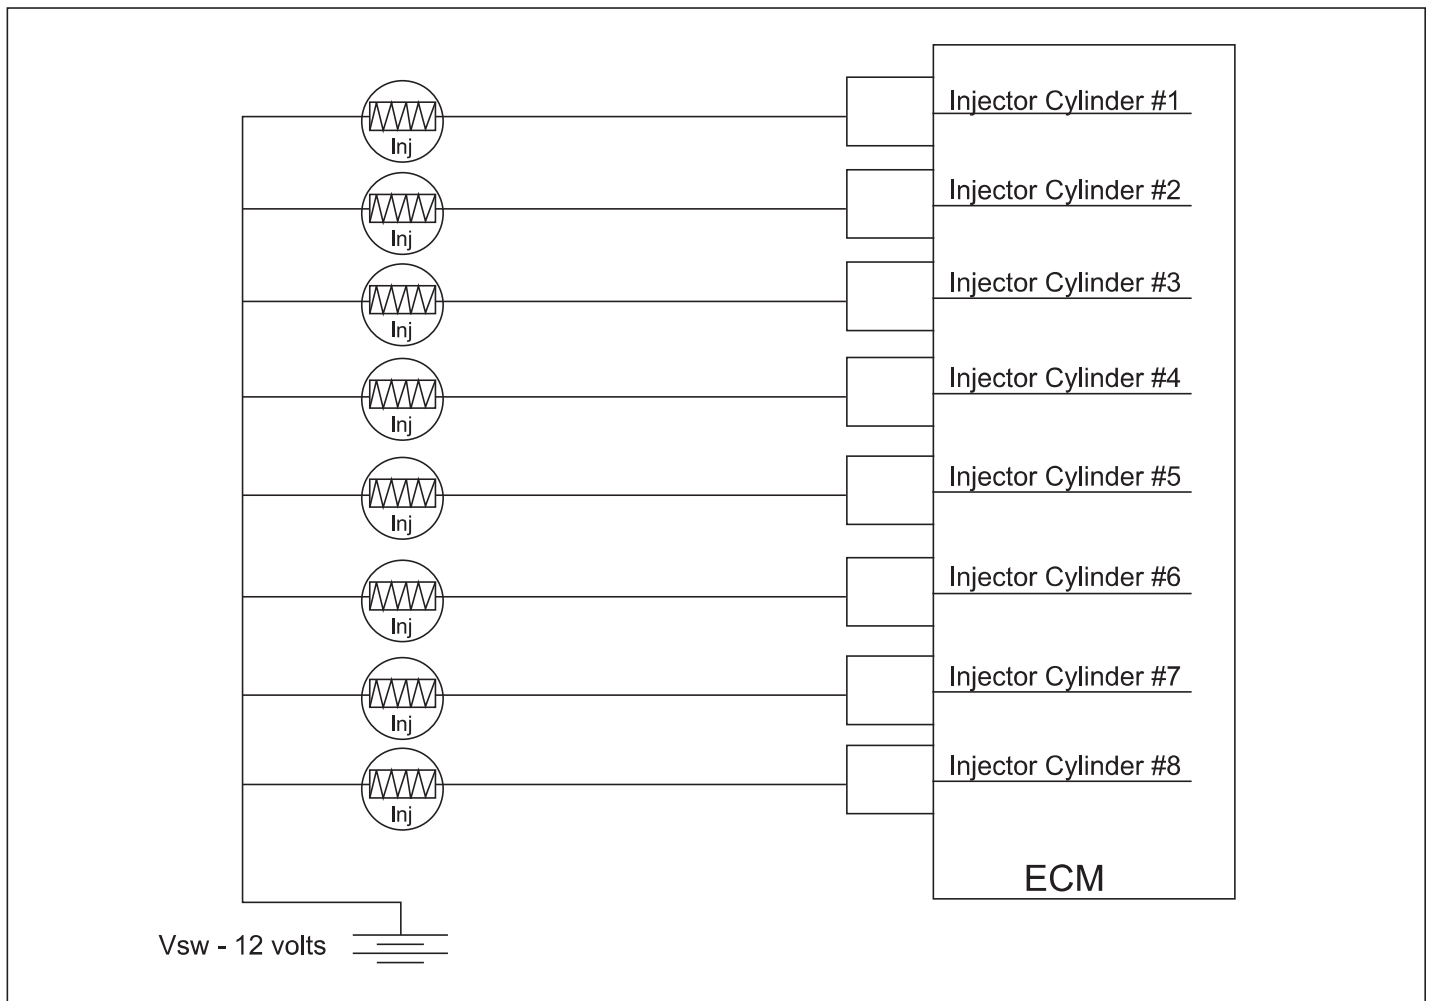 Injector Cylinder #1
Inj
Injector Cylinder #2
Inj
Injector Cylinder #3
Inj
Injector Cylinder #4
Inj
Injector Cylinder #5
Inj
Injector Cylinder #6
Inj
Injector Cylinder #7
Inj
Injector Cylinder #8
Inj
ECM
Vsw - 12 volts